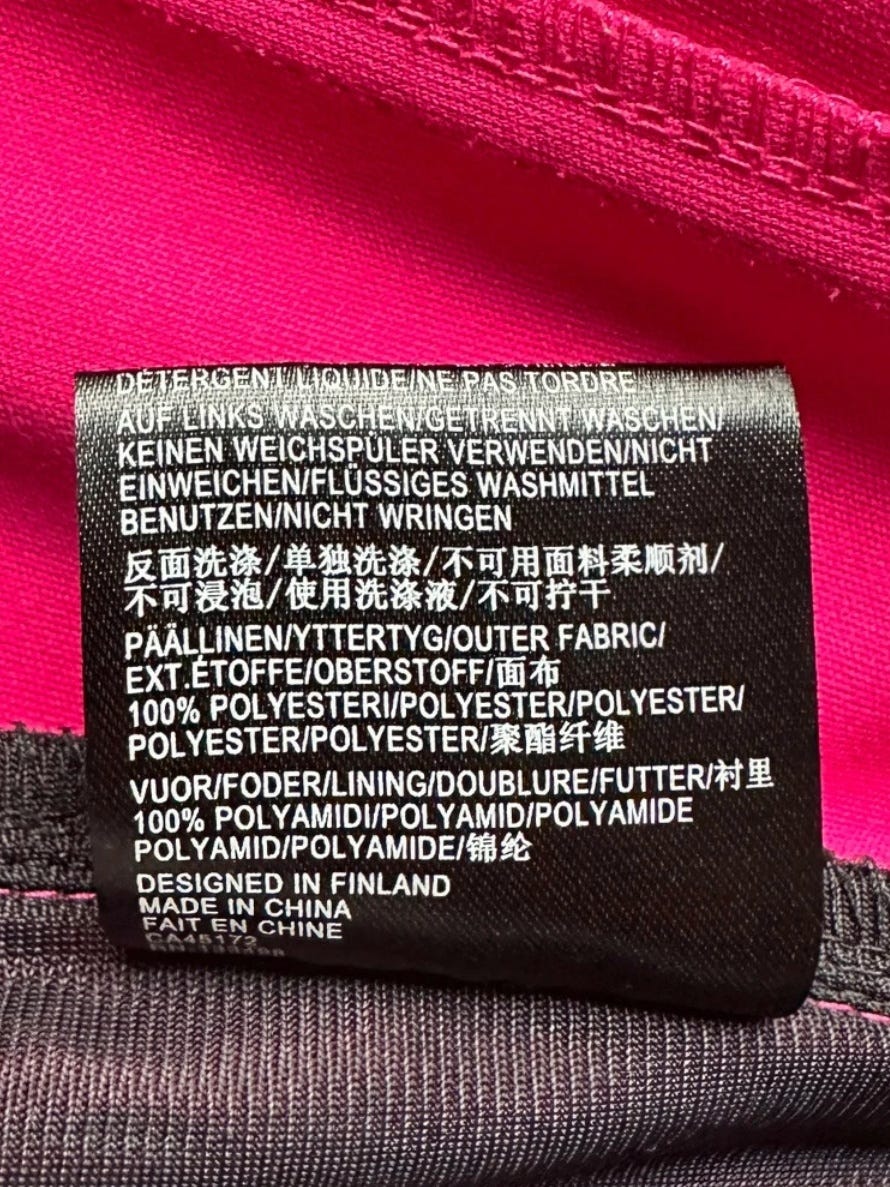 DÉTERGENT LIQUIDE/NE PAS TORDRE
AUF LINKS WASCHEN/GETRENNT WASCHEN/
KEINEN WEICHSPÜLER VERWENDEN/NICHT
EINWEICHEN/FLÜSSIGES WASHMITTEL
BENUTZEN/NICHT WRINGEN
反面洗涤/单独洗涤/不可用面料柔顺剂/
不可浸泡/使用洗涤液/不可拧干
PÄÄLLINEN/YTTERTYG/OUTER FABRIC/
EXT.ÉTOFFE/OBERSTOFF/面布
100% POLYESTERI/POLYESTER/POLYESTER/
POLYESTER/POLYESTER/聚酯纤维
VUOR/FODER/LINING/DOUBLURE/FUTTER/衬里
100% POLYAMIDI/POLYAMID/POLYAMIDE
POLYAMID/POLYAMIDE/锦纶
DESIGNED IN FINLAND
MADE IN CHINA
FAIT EN CHINE
CA45172